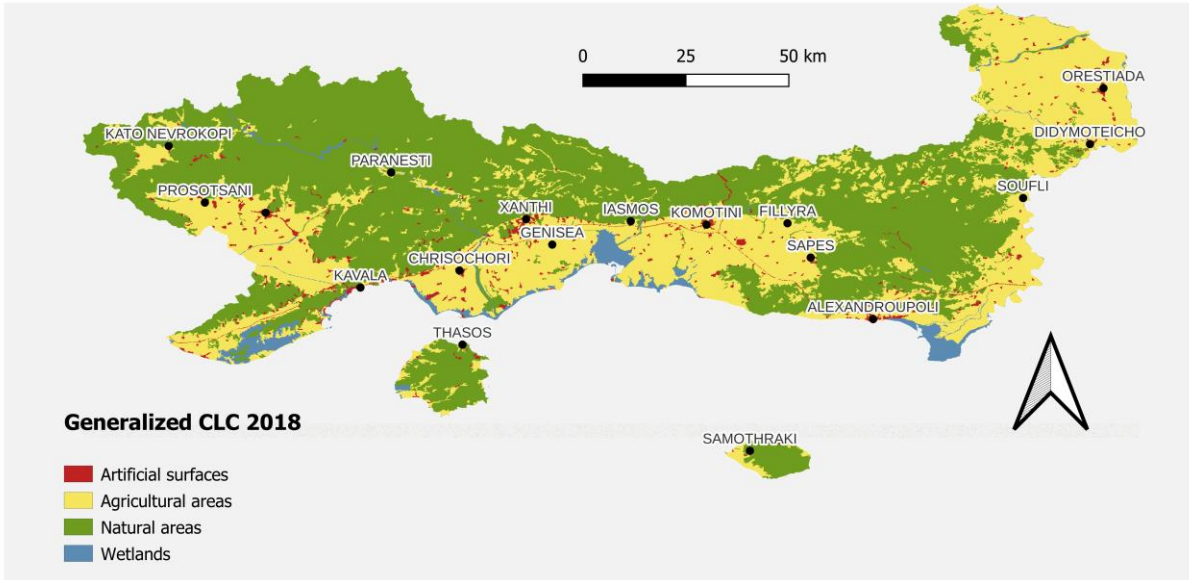 0 25 50 km
ORESTIADA
DIDYMOTEICHO
KATO NEVROKOPI
PARANESTI
PROSOTSANI
SOUFLI
XANTHI
IASMOS
KOMOTINI
FILLYRA
GENISEA
SAPES
CHRISOCHORI
KAVALA
ALEXANDROUPOLI
THASOS
Generalized CLC 2018
SAMOTHRAKI
Artificial surfaces
Agricultural areas
Natural areas
Wetlands